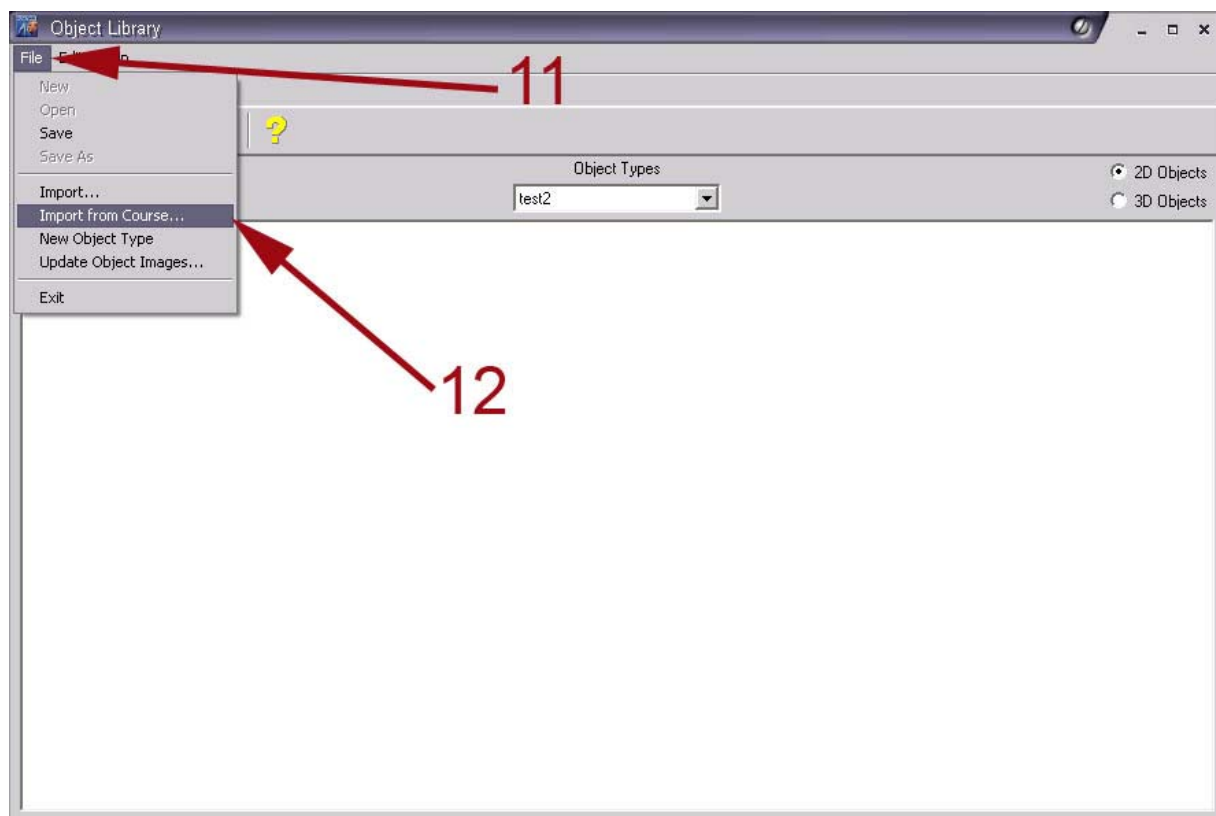 Object Library
File
11
New
Open
Save
Save As
Object Types
2D Objects
Import...
test2
3D Objects
Import from Course...
New Object Type
Update Object Images...
Exit
12